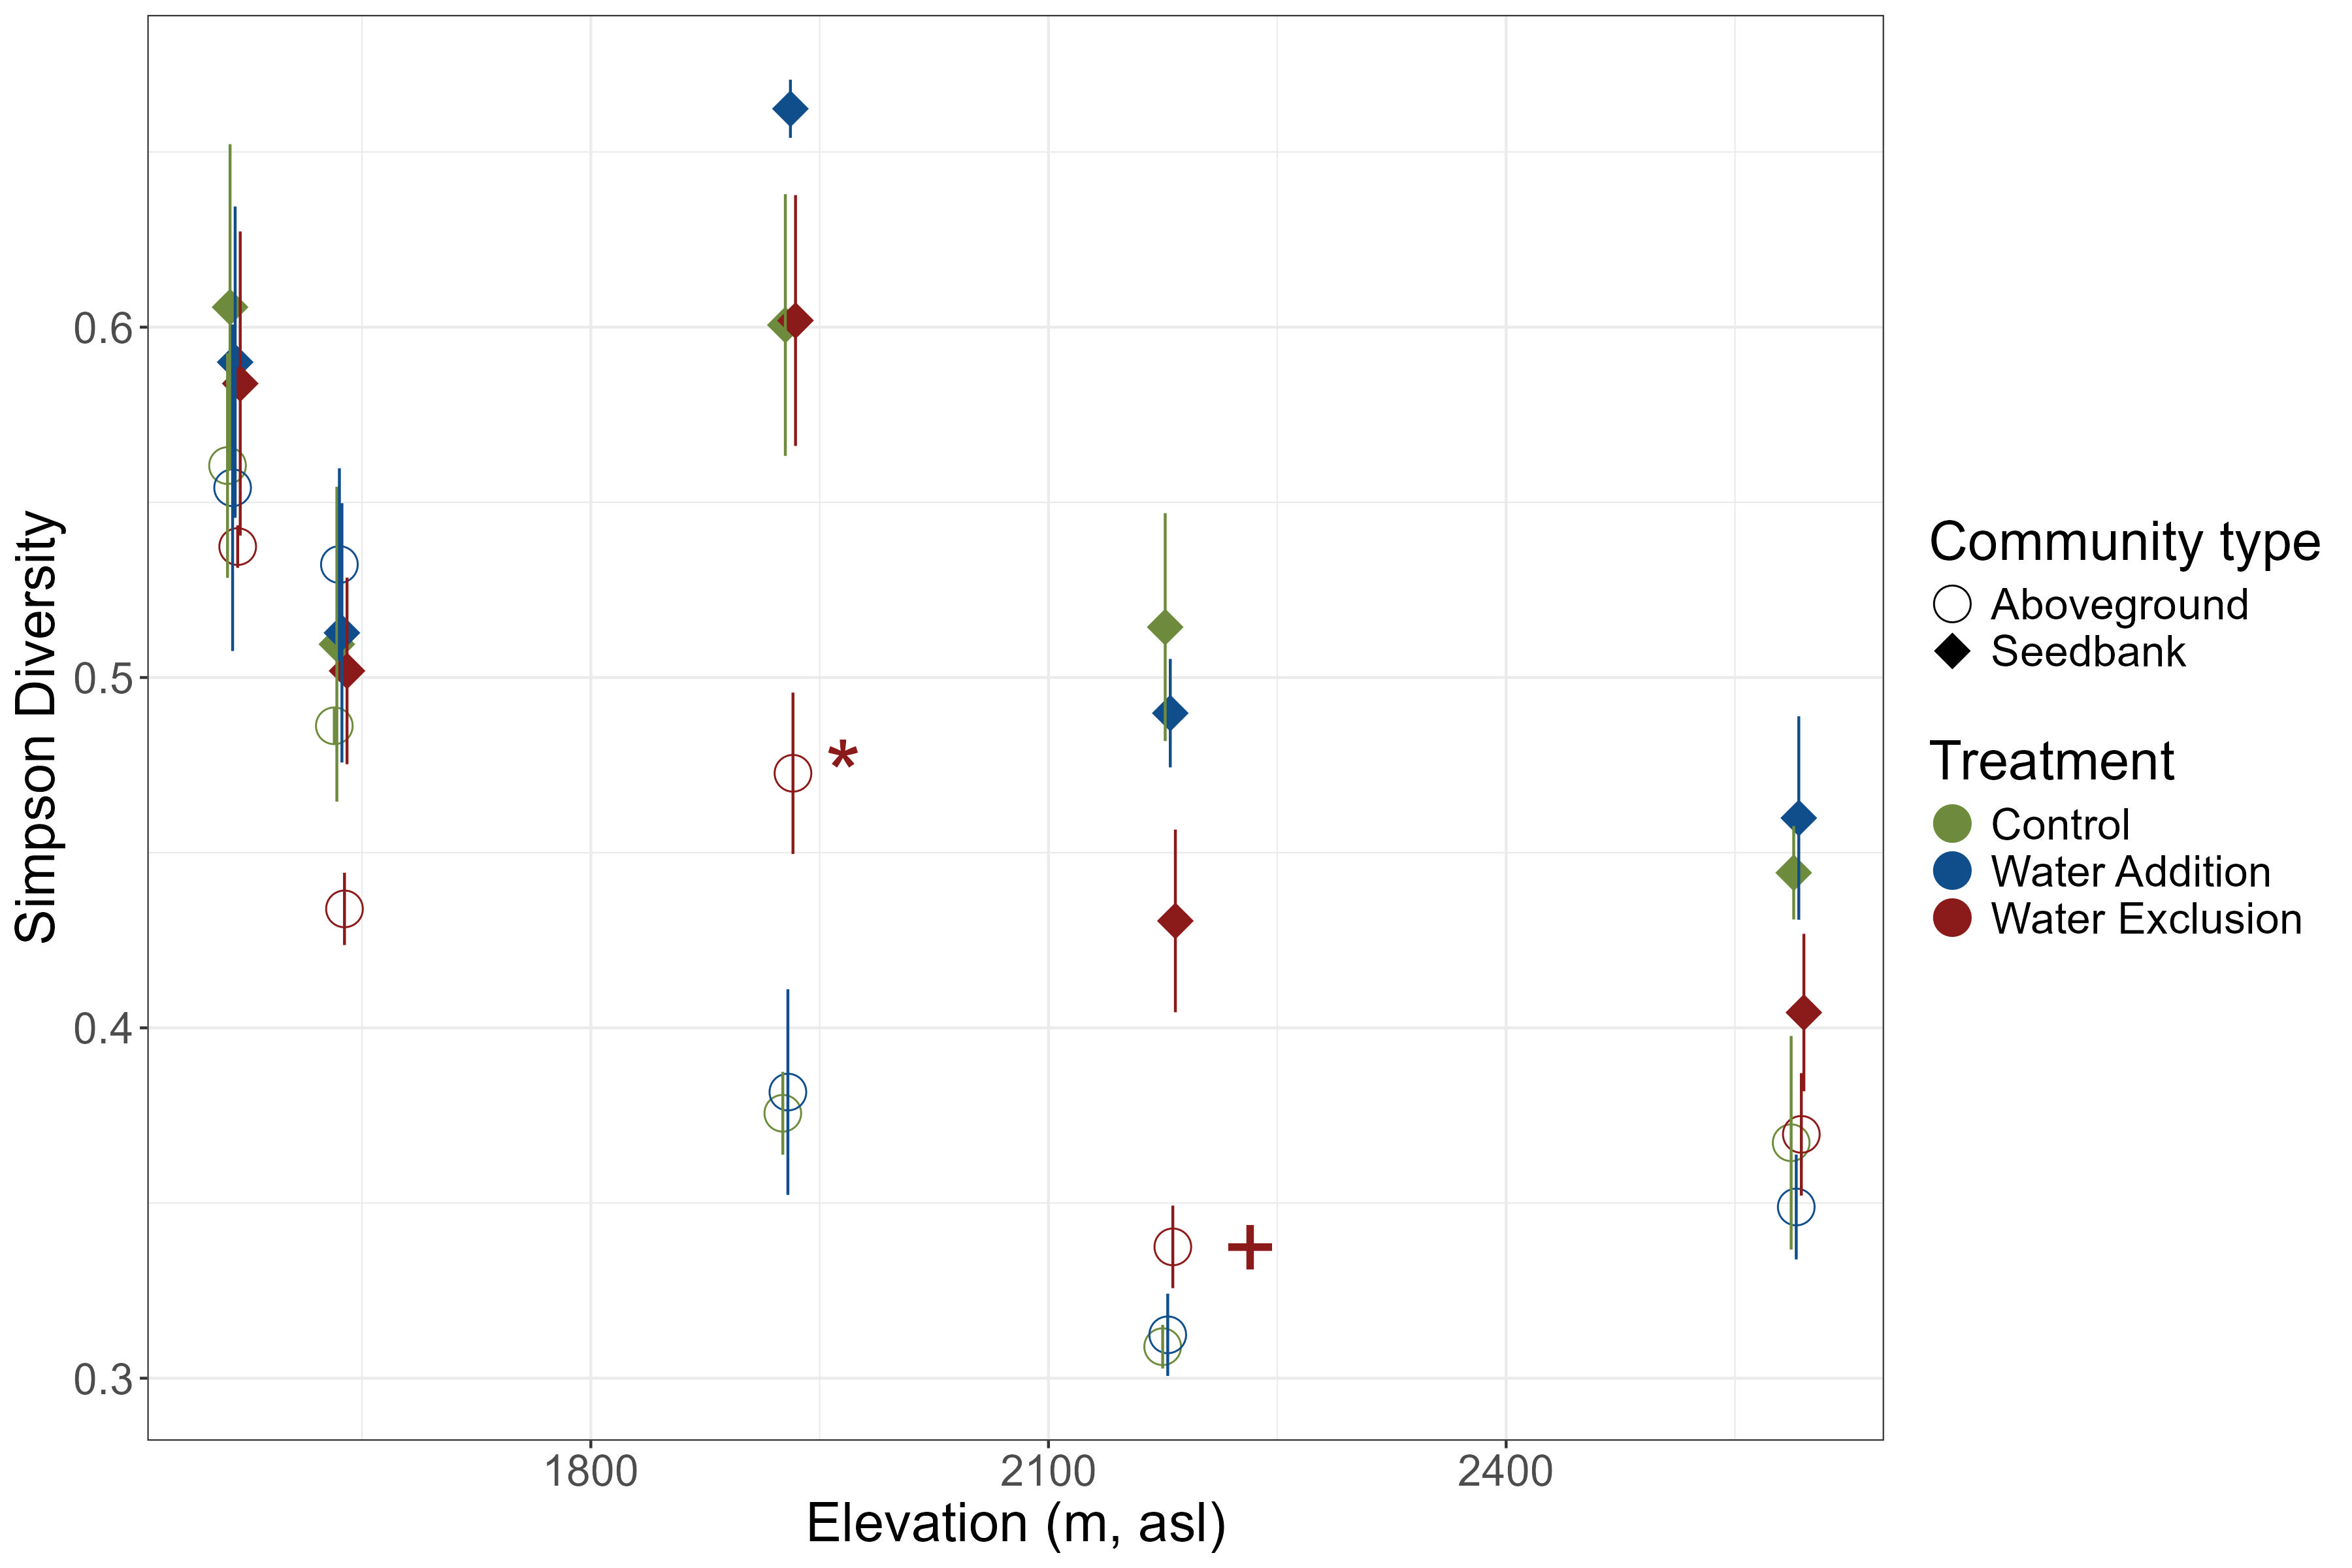 Simpson Diversity
0.6
0.5
0.4
0.3
*
+
1800 2100 2400
Elevation (m, asl)
Community type
Aboveground
Seedbank
Treatment
Control
Water Addition
Water Exclusion